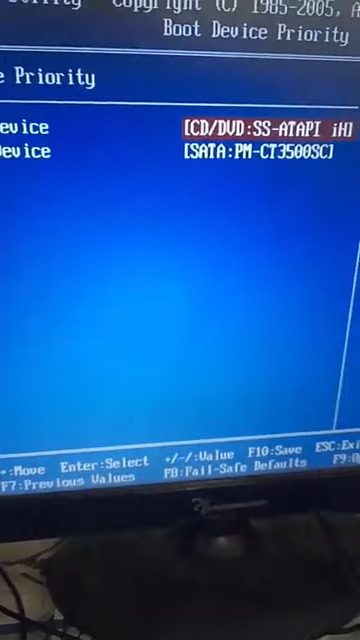 Copyright (C) 1985-2005, A
Boot Device Priority
e Priority
evice [CD/DVD:SS-ATAPI iH]
Device [SATA:PM-CT3500SC]
:Move Enter:Select +/-/:Value F10:Save ESC:Exi
F7:Previous Values F8:Fail-Safe Defaults F9:O